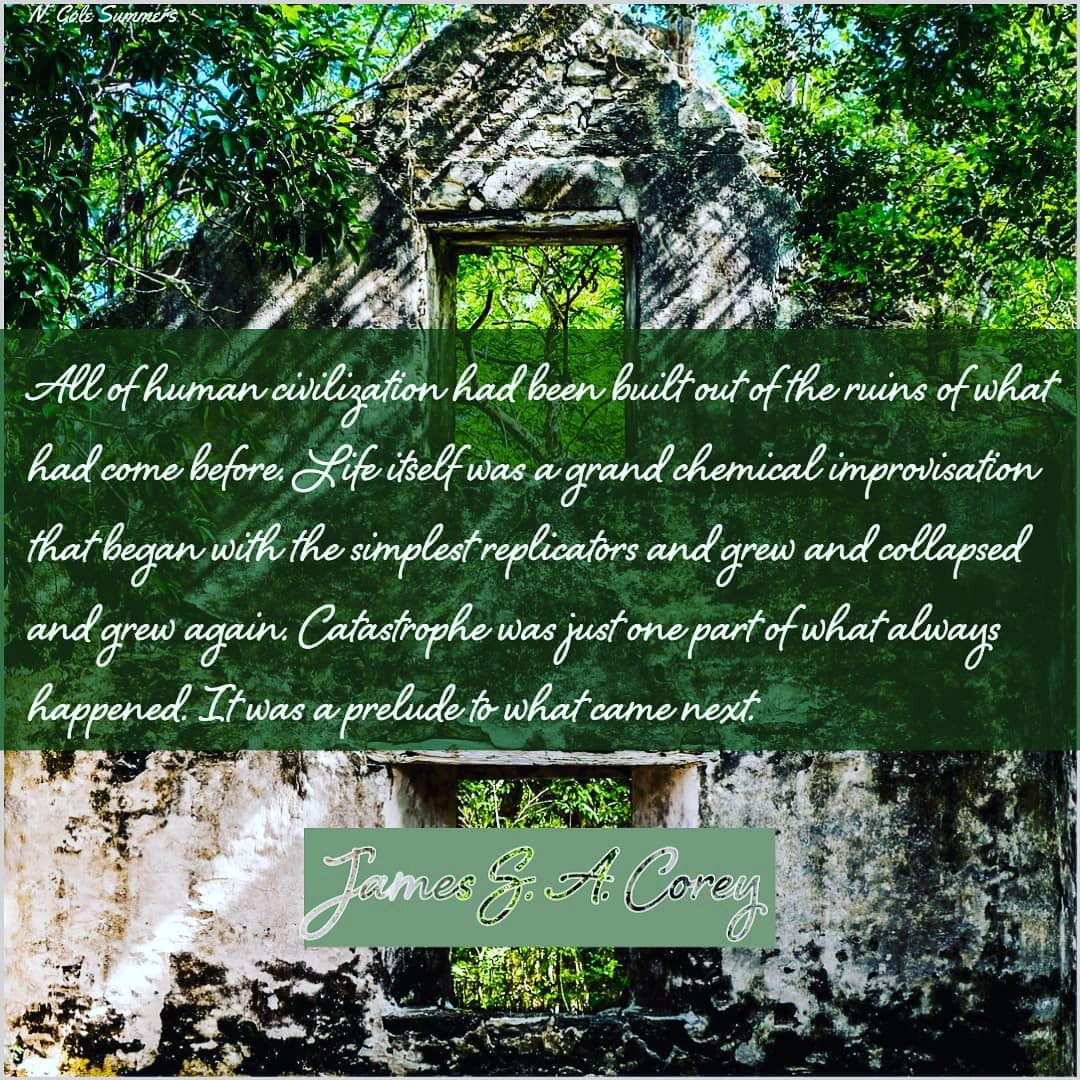 N. Cole Summers
All of human civilization had been built out of the ruins of what
had come before. Life itself was a grand chemical improvisation
that began with the simplest replicators and grew and collapsed
and grew again. Catastrophe was just one part of what always
happened. It was a prelude to what came next.
James S. A. Corey